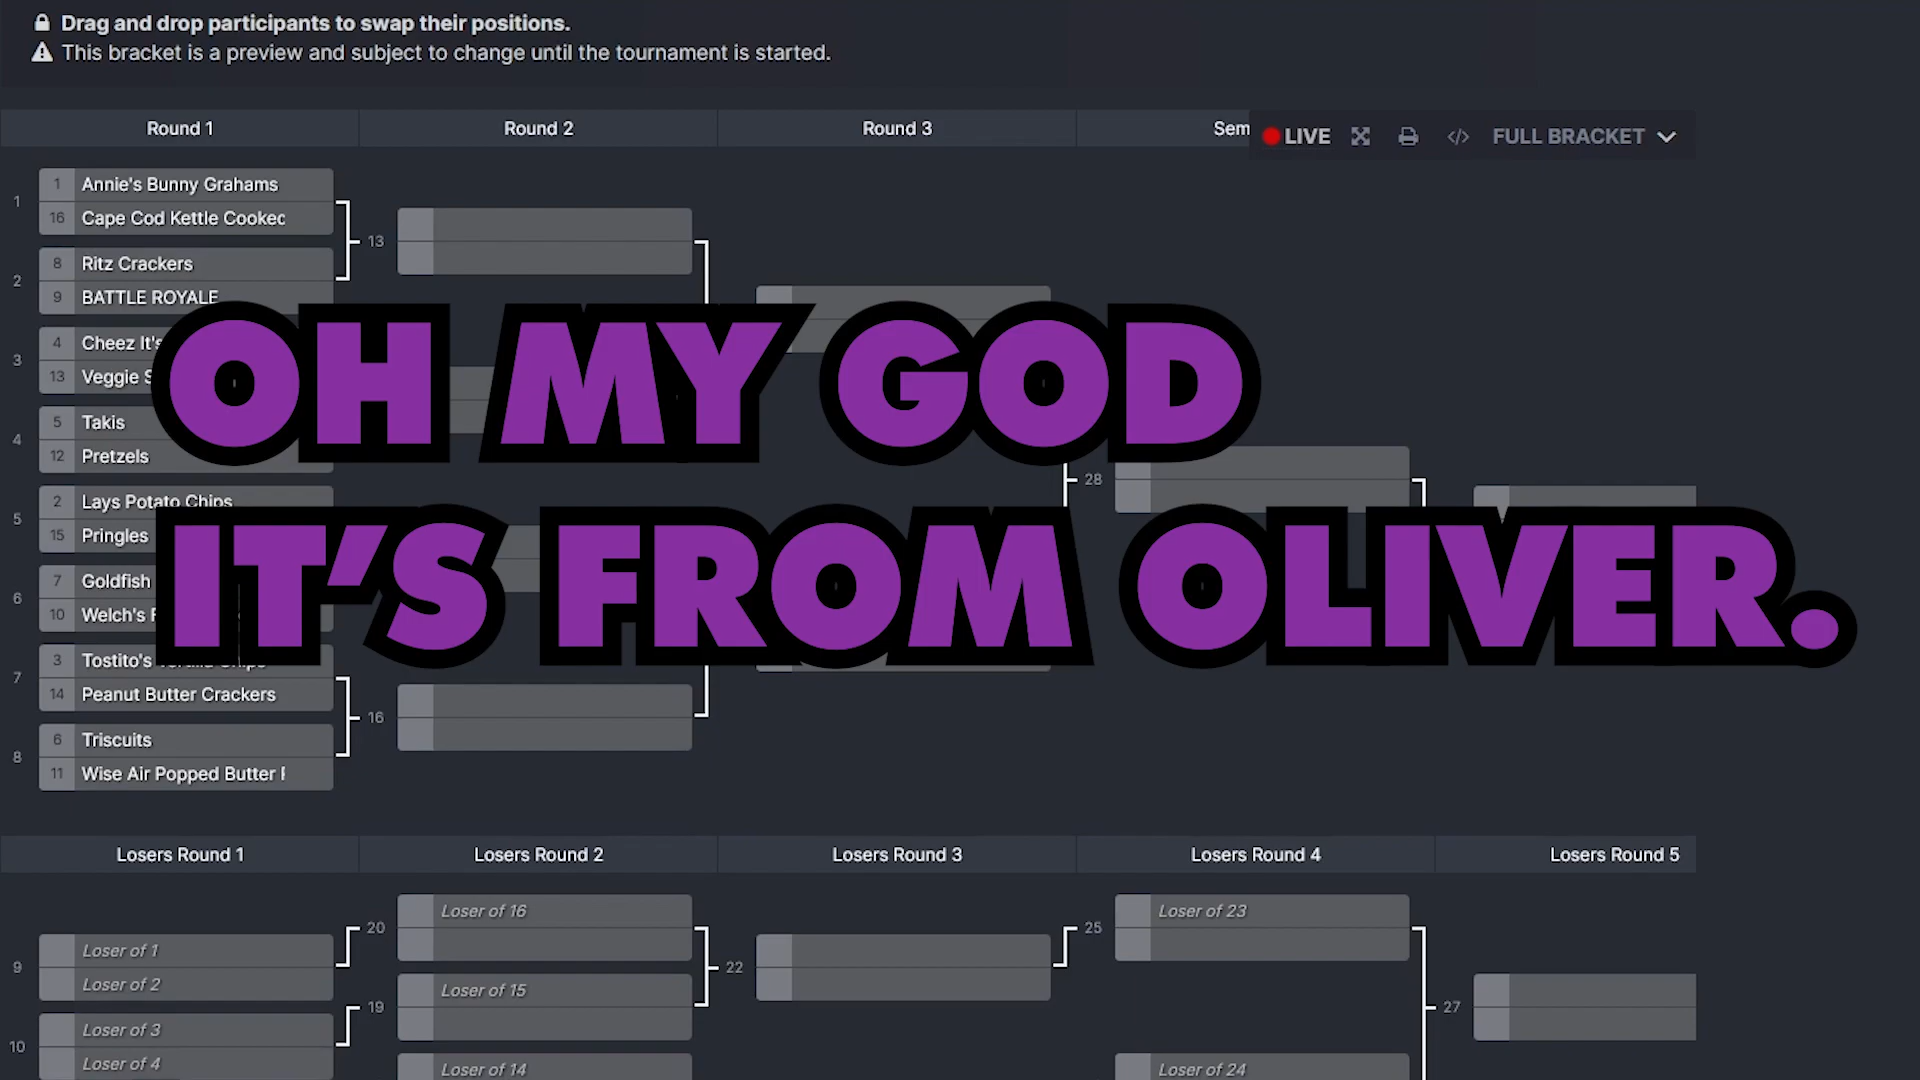 Drag and drop participants to swap their positions.
This bracket is a preview and subject to change until the tournament is started.
Round 1 Round 2 Round 3 Sem
LIVE </> FULL BRACKET
1
1 Annie's Bunny Grahams
16 Cape Cod Kettle Cooked
13
2
8 Ritz Crackers
9 BATTLE ROYALE
3
4 Cheez It's
13 Veggie S
4
5 Takis
12 Pretzels
OH MY GOD
28
5
2 Lays Potato Chips
15 Pringles
6
7 Goldfish
10 Welch's
IT'S FROM OLIVER.
7
3 Tostito's Tortilla Chips
14 Peanut Butter Crackers
16
8
6 Triscuits
11 Wise Air Popped Butter
Losers Round 1 Losers Round 2 Losers Round 3 Losers Round 4 Losers Round 5
9
Loser of 1
Loser of 2
20
Loser of 16
22
25
Loser of 23
10
Loser of 3
Loser of 4
19
Loser of 15
27
Loser of 14
Loser of 24